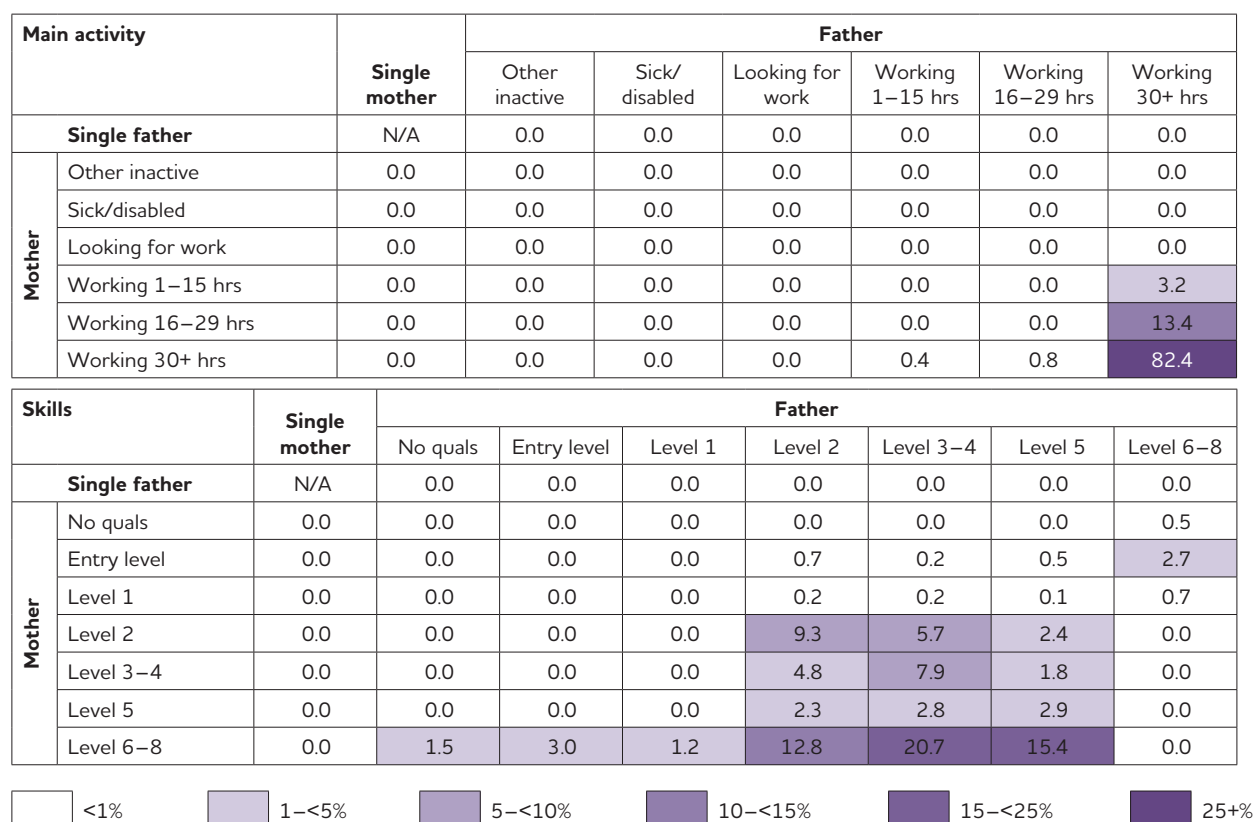 Main activity Single mother Father
Other inactive Sick/ disabled Looking for work Working 1–15 hrs Working 16–29 hrs Working 30+ hrs
Single father N/A 0.0 0.0 0.0 0.0 0.0 0.0
Mother
Other inactive 0.0 0.0 0.0 0.0 0.0 0.0 0.0
Sick/disabled 0.0 0.0 0.0 0.0 0.0 0.0 0.0
Looking for work 0.0 0.0 0.0 0.0 0.0 0.0 0.0
Working 1–15 hrs 0.0 0.0 0.0 0.0 0.0 0.0 3.2
Working 16–29 hrs 0.0 0.0 0.0 0.0 0.0 0.0 13.4
Working 30+ hrs 0.0 0.0 0.0 0.0 0.4 0.8 82.4
Skills Single mother Father
No quals Entry level Level 1 Level 2 Level 3–4 Level 5 Level 6–8
Single father N/A 0.0 0.0 0.0 0.0 0.0 0.0 0.0
Mother
No quals 0.0 0.0 0.0 0.0 0.0 0.0 0.0 0.5
Entry level 0.0 0.0 0.0 0.0 0.7 0.2 0.5 2.7
Level 1 0.0 0.0 0.0 0.0 0.2 0.2 0.1 0.7
Level 2 0.0 0.0 0.0 0.0 9.3 5.7 2.4 0.0
Level 3–4 0.0 0.0 0.0 0.0 4.8 7.9 1.8 0.0
Level 5 0.0 0.0 0.0 0.0 2.3 2.8 2.9 0.0
Level 6–8 0.0 1.5 3.0 1.2 12.8 20.7 15.4 0.0
<1% 1–<5% 5–<10% 10–<15% 15–<25% 25+%